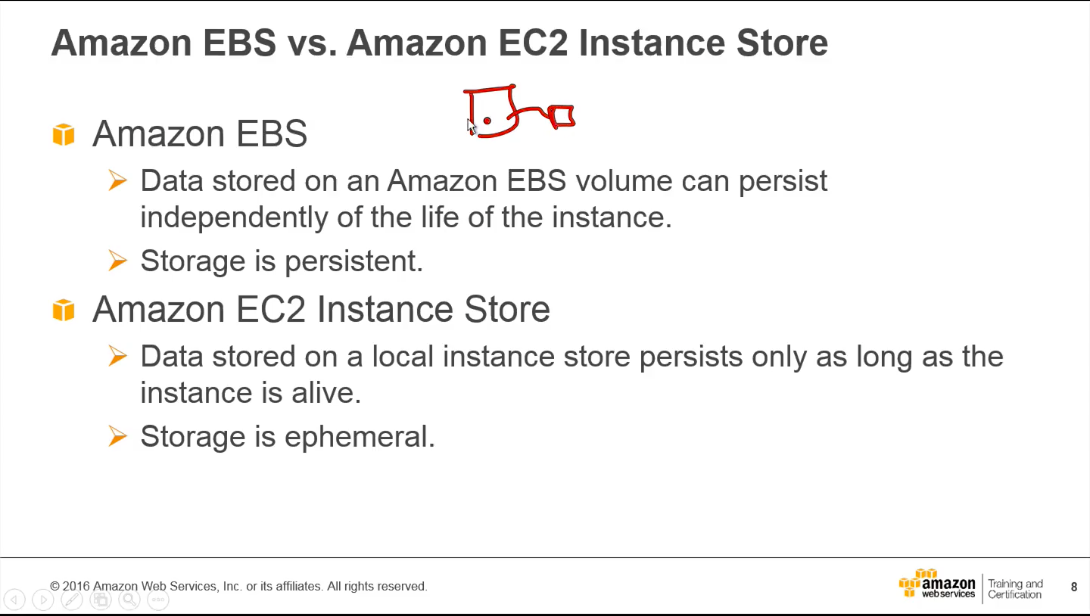 Amazon EBS vs. Amazon EC2 Instance Store
Amazon EBS
Data stored on an Amazon EBS volume can persist
independently of the life of the instance.
Storage is persistent.
Amazon EC2 Instance Store
Data stored on a local instance store persists only as long as the
instance is alive.
Storage is ephemeral.
© 2016 Amazon Web Services, Inc. or its affiliates. All rights reserved.
amazon
web services
Training and
Certification
8